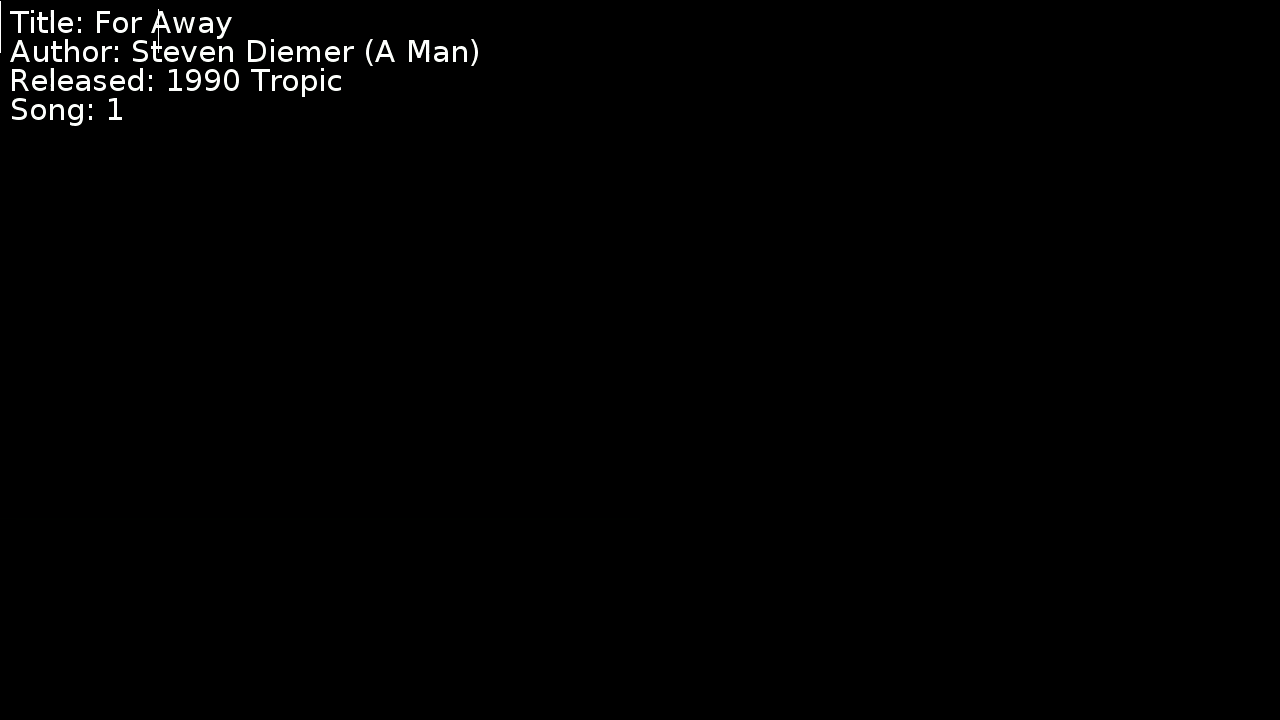 Title: For Away
Author: Steven Diemer (A Man)
Released: 1990 Tropic
Song: 1